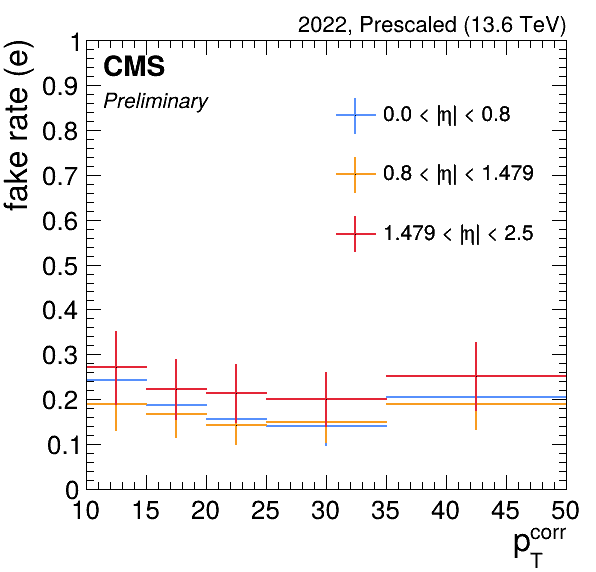 2022, Prescaled (13.6 TeV)
fake rate (e)
CMS
Preliminary
0.0 < |η| < 0.8
0.8 < |η| < 1.479
1.479 < |η| < 2.5
1
0.9
0.8
0.7
0.6
0.5
0.4
0.3
0.2
0.1
0
10 15 20 25 30 35 40 45 50
p_T^corr